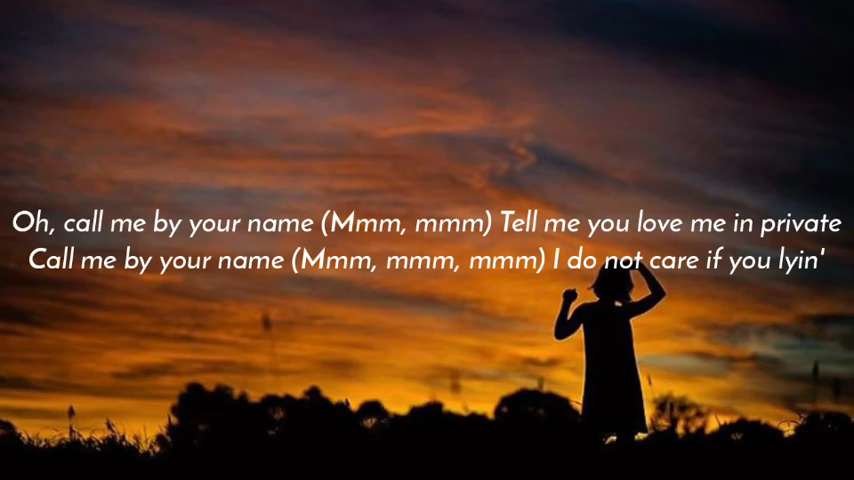 Oh, call me by your name (Mmm, mmm) Tell me you love me in private
Call me by your name (Mmm, mmm, mmm) I do not care if you lyin'